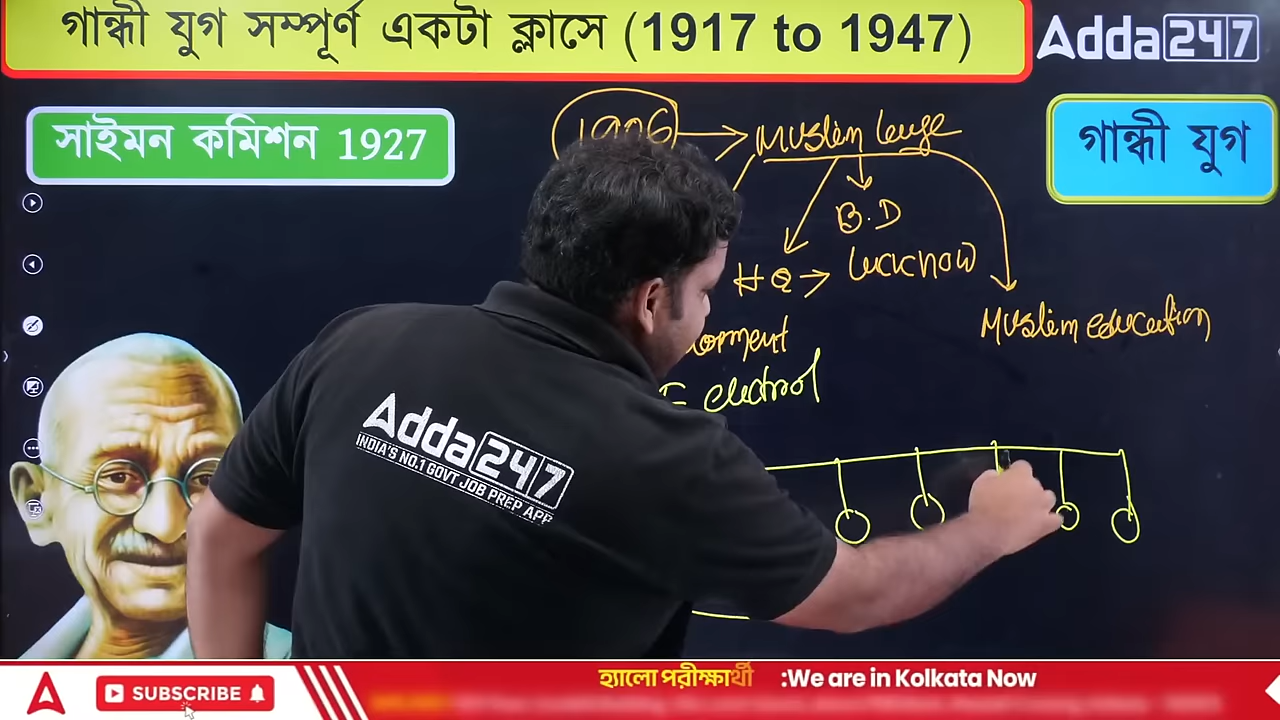 গান্ধী যুগ সম্পূর্ণ একটা ক্লাসে (1917 to 1947)
Adda247
সাইমন কমিশন 1927
গান্ধী যুগ
1906 → Muslim leuge
B.D
HQ → Lucknow
Muslim education
electrol
Adda247
INDIA'S NO.1 GOVT JOB PREP APP
SUBSCRIBE
হ্যালো পরীক্ষার্থী :We are in Kolkata Now